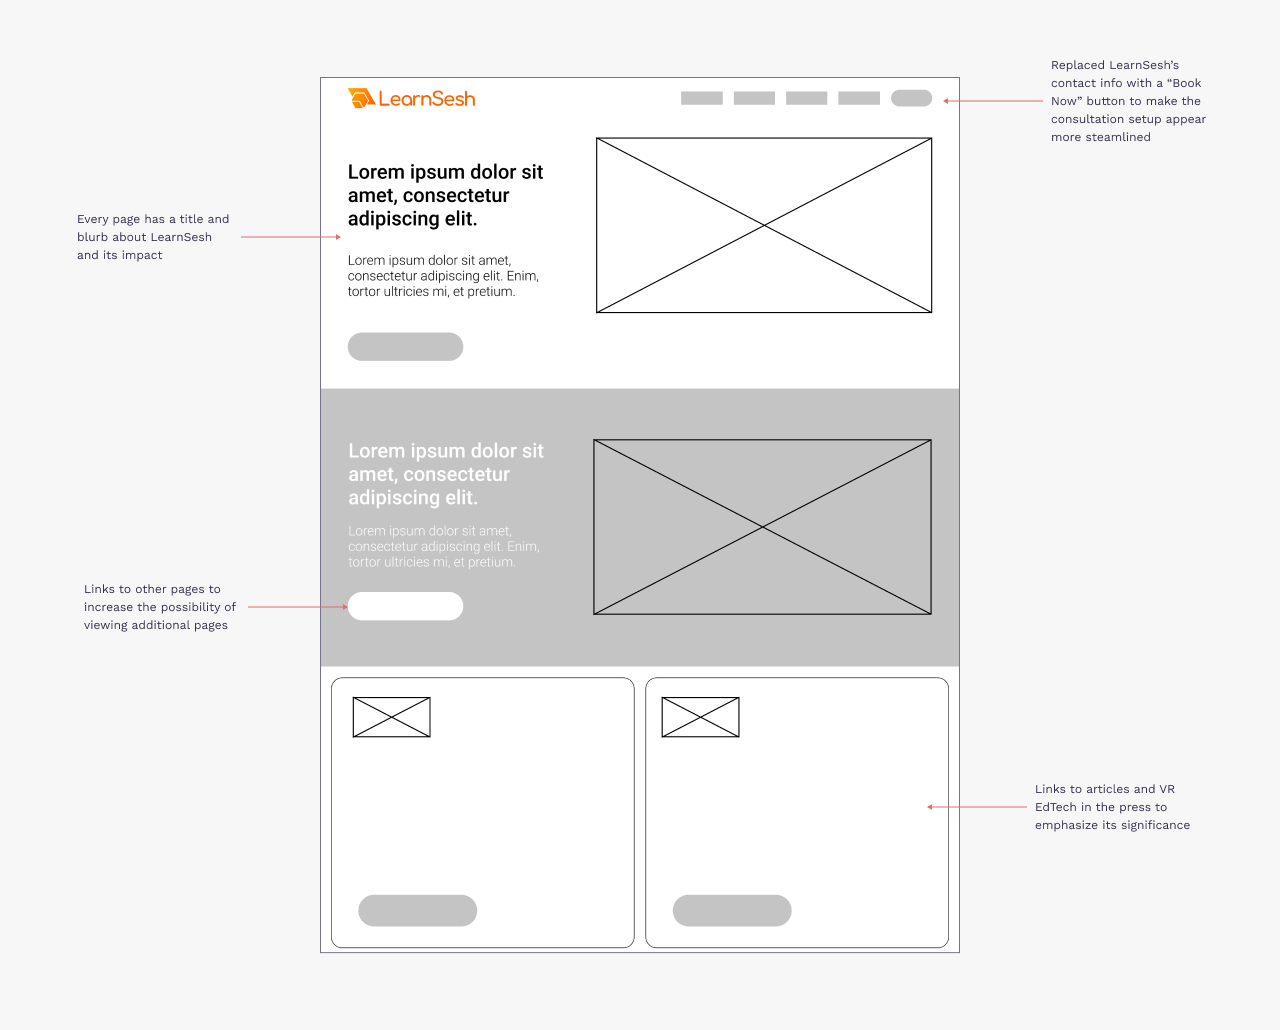 LearnSesh
Replaced LearnSesh's
contact info with a “Book
Now” button to make the
consultation setup appear
more steamlined
Lorem ipsum dolor sit
amet, consectetur
adipiscing elit.
Every page has a title and
blurb about LearnSesh
and its impact
Lorem ipsum dolor sit amet,
consectetur adipiscing elit. Enim,
tortor ultricies mi, et pretium.
Lorem ipsum dolor sit
amet, consectetur
adipiscing elit.
Lorem ipsum dolor sit amet,
consectetur adipiscing elit. Enim,
tortor ultricies mi, et pretium.
Links to other pages to
increase the possibility of
viewing additional pages
Links to articles and VR
EdTech in the press to
emphasize its significance